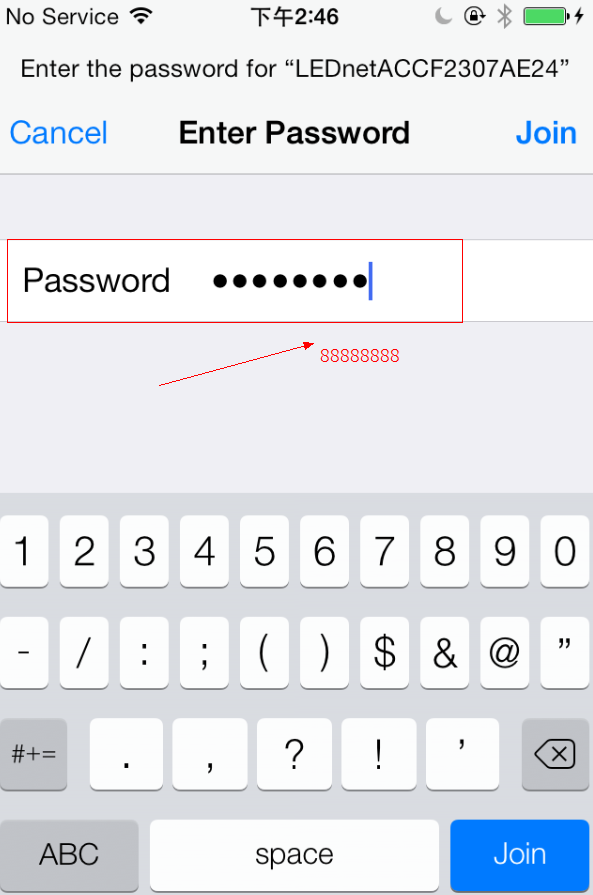 No Service 下午2:46
Enter the password for “LEDnetACCF2307AE24”
Cancel Enter Password Join
Password ••••••••
88888888
1 2 3 4 5 6 7 8 9 0
- / : ; ( ) $ & @ ”
#+= . , ? ! ’
ABC space Join